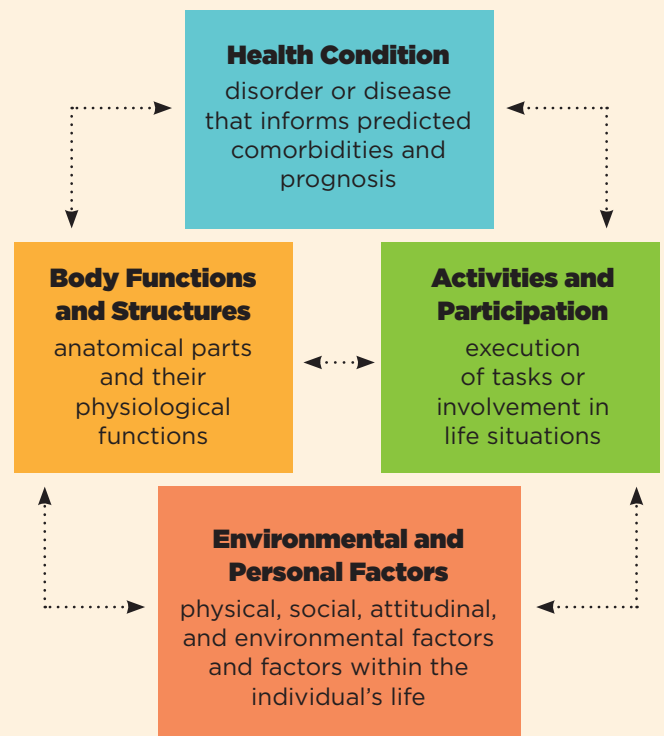 Health Condition
disorder or disease
that informs predicted
comorbidities and
prognosis
Body Functions
and Structures
anatomical parts
and their
physiological
functions
Activities and
Participation
execution
of tasks or
involvement in
life situations
Environmental and
Personal Factors
physical, social, attitudinal,
and environmental factors
and factors within the
individual’s life